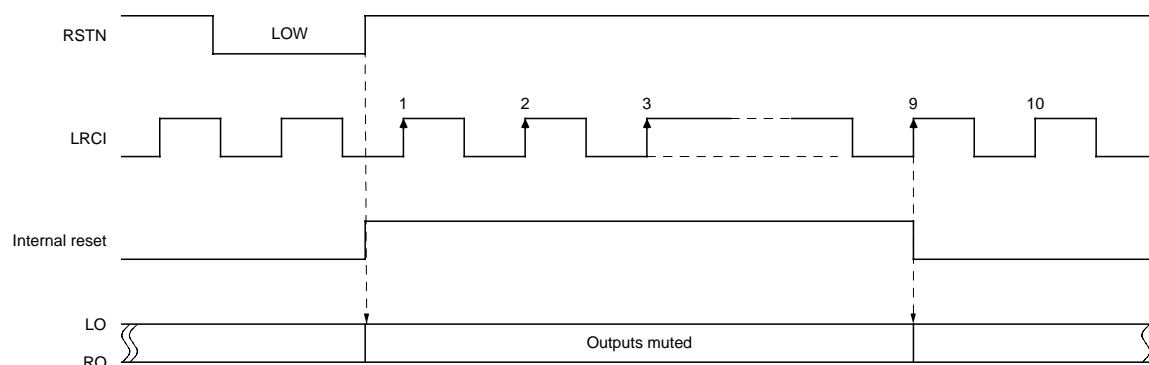 RSTN
LOW
1 2 3 9 10
LRCI
Internal reset
LO
Outputs muted
RO